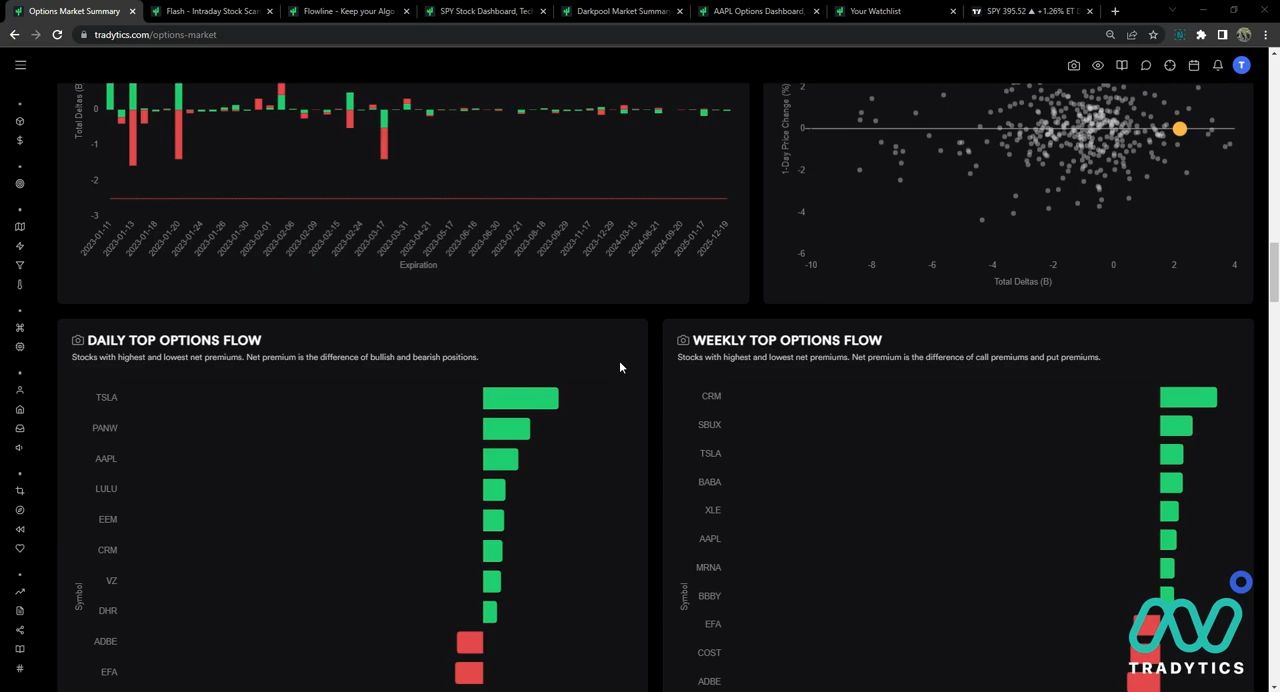 Options Market Summary
Flash - Intraday Stock Scan
Flowline - Keep your Algo
SPY Stock Dashboard, Tech
Darkpool Market Summary
AAPL Options Dashboard,
Your Watchlist
SPY 395.52 ▲ +1.26% ET D
tradytics.com/options-market
T
Total Deltas (B)
0
-1
-2
-3
2023-01-11
2023-01-13
2023-01-18
2023-01-20
2023-01-24
2023-01-26
2023-01-30
2023-02-01
2023-02-06
2023-02-09
2023-02-15
2023-02-24
2023-03-17
2023-03-31
2023-04-21
2023-05-17
2023-06-16
2023-06-30
2023-07-21
2023-08-18
2023-09-29
2023-11-17
2023-12-29
2024-03-15
2024-06-21
2024-09-20
2025-01-17
2025-12-19
Expiration
1-Day Price Change (%)
2
0
-2
-4
-6
-10
-8
-6
-4
-2
0
2
4
Total Deltas (B)
DAILY TOP OPTIONS FLOW
Stocks with highest and lowest net premiums. Net premium is the difference of bullish and bearish positions.
TSLA
PANW
AAPL
LULU
EEM
CRM
VZ
DHR
ADBE
EFA
Symbol
WEEKLY TOP OPTIONS FLOW
Stocks with highest and lowest net premiums. Net premium is the difference of call premiums and put premiums.
CRM
SBUX
TSLA
BABA
XLE
AAPL
MRNA
BBBY
EFA
COST
ADBE
Symbol
TRADYTICS